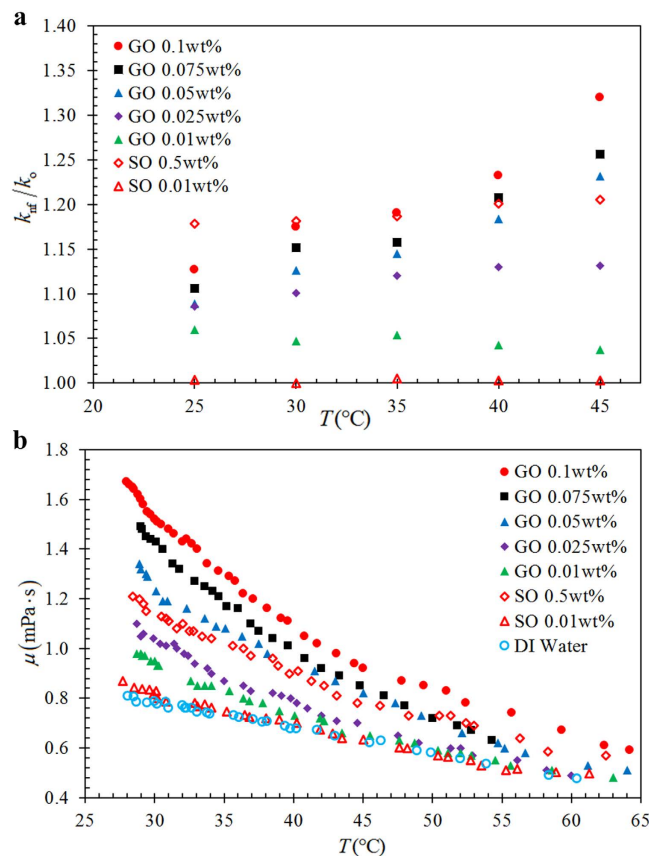 a
1.40
1.35
1.30
1.25
1.20
1.15
1.10
1.05
1.00
k_nf / k_o
GO 0.1wt%
GO 0.075wt%
GO 0.05wt%
GO 0.025wt%
GO 0.01wt%
SO 0.5wt%
SO 0.01wt%
20 25 30 35 40 45
T(°C)
b
1.8
1.6
1.4
1.2
1.0
0.8
0.6
0.4
μ(mPa·s)
GO 0.1wt%
GO 0.075wt%
GO 0.05wt%
GO 0.025wt%
GO 0.01wt%
SO 0.5wt%
SO 0.01wt%
DI Water
25 30 35 40 45 50 55 60 65
T(°C)